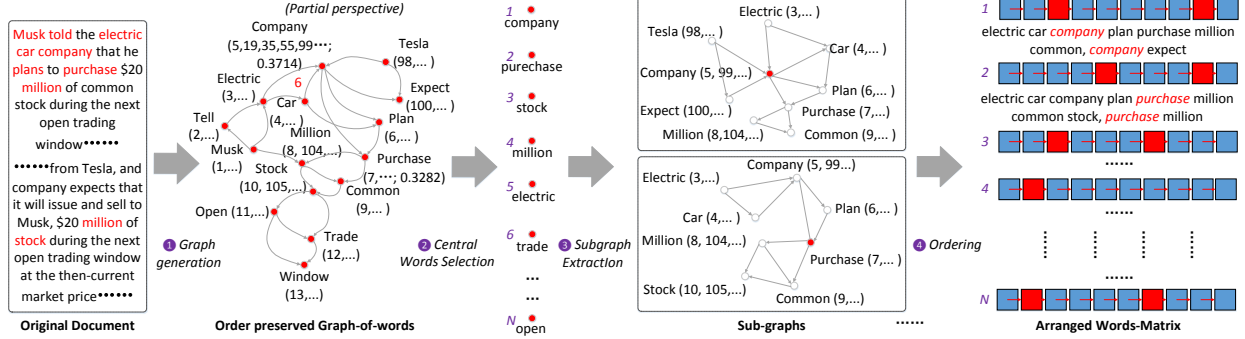 Musk told the electric
car company that he
plans to purchase $20
million of common
stock during the next
open trading
window······
······from Tesla, and
company expects that
it will issue and sell to
Musk, $20 million of
stock during the next
open trading window
at the then-current
market price······
Original Document
1 Graph
generation
(Partial perspective)
Company
(5,19,35,55,99···;
0.3714)
Tesla
(98,... )
Electric
(3,...)
6
Car
(4,...)
Expect
(100,... )
Tell
(2,...)
Million
(8, 104,...)
Plan
(6,... )
Musk
(1,...)
Stock
(10, 105,...)
Purchase
(7,···; 0.3282)
Common
(9,... )
Open (11,...)
Trade
(12,...)
Window
(13,...)
Order preserved Graph-of-words
2 Central
Words Selection
1
company
2
purechase
3
stock
4
million
5
electric
6
trade
...
...
N
open
3 Subgraph
Extraction
Electric (3,... )
Tesla (98,... )
Car (4,... )
Company (5, 99,...)
Plan (6,... )
Expect (100,... )
Purchase (7,... )
Million (8,104,... )
Common (9,... )
Company (5, 99...)
Electric (3,... )
Plan (6,... )
Car (4,... )
Million (8, 104,...)
Purchase (7,... )
Stock (10, 105,...)
Common (9,...)
Sub-graphs
......
4 Ordering
1
electric car company plan purchase million
common, company expect
2
electric car company plan purchase million
common stock, purchase million
3
......
4
......
N
Arranged Words-Matrix